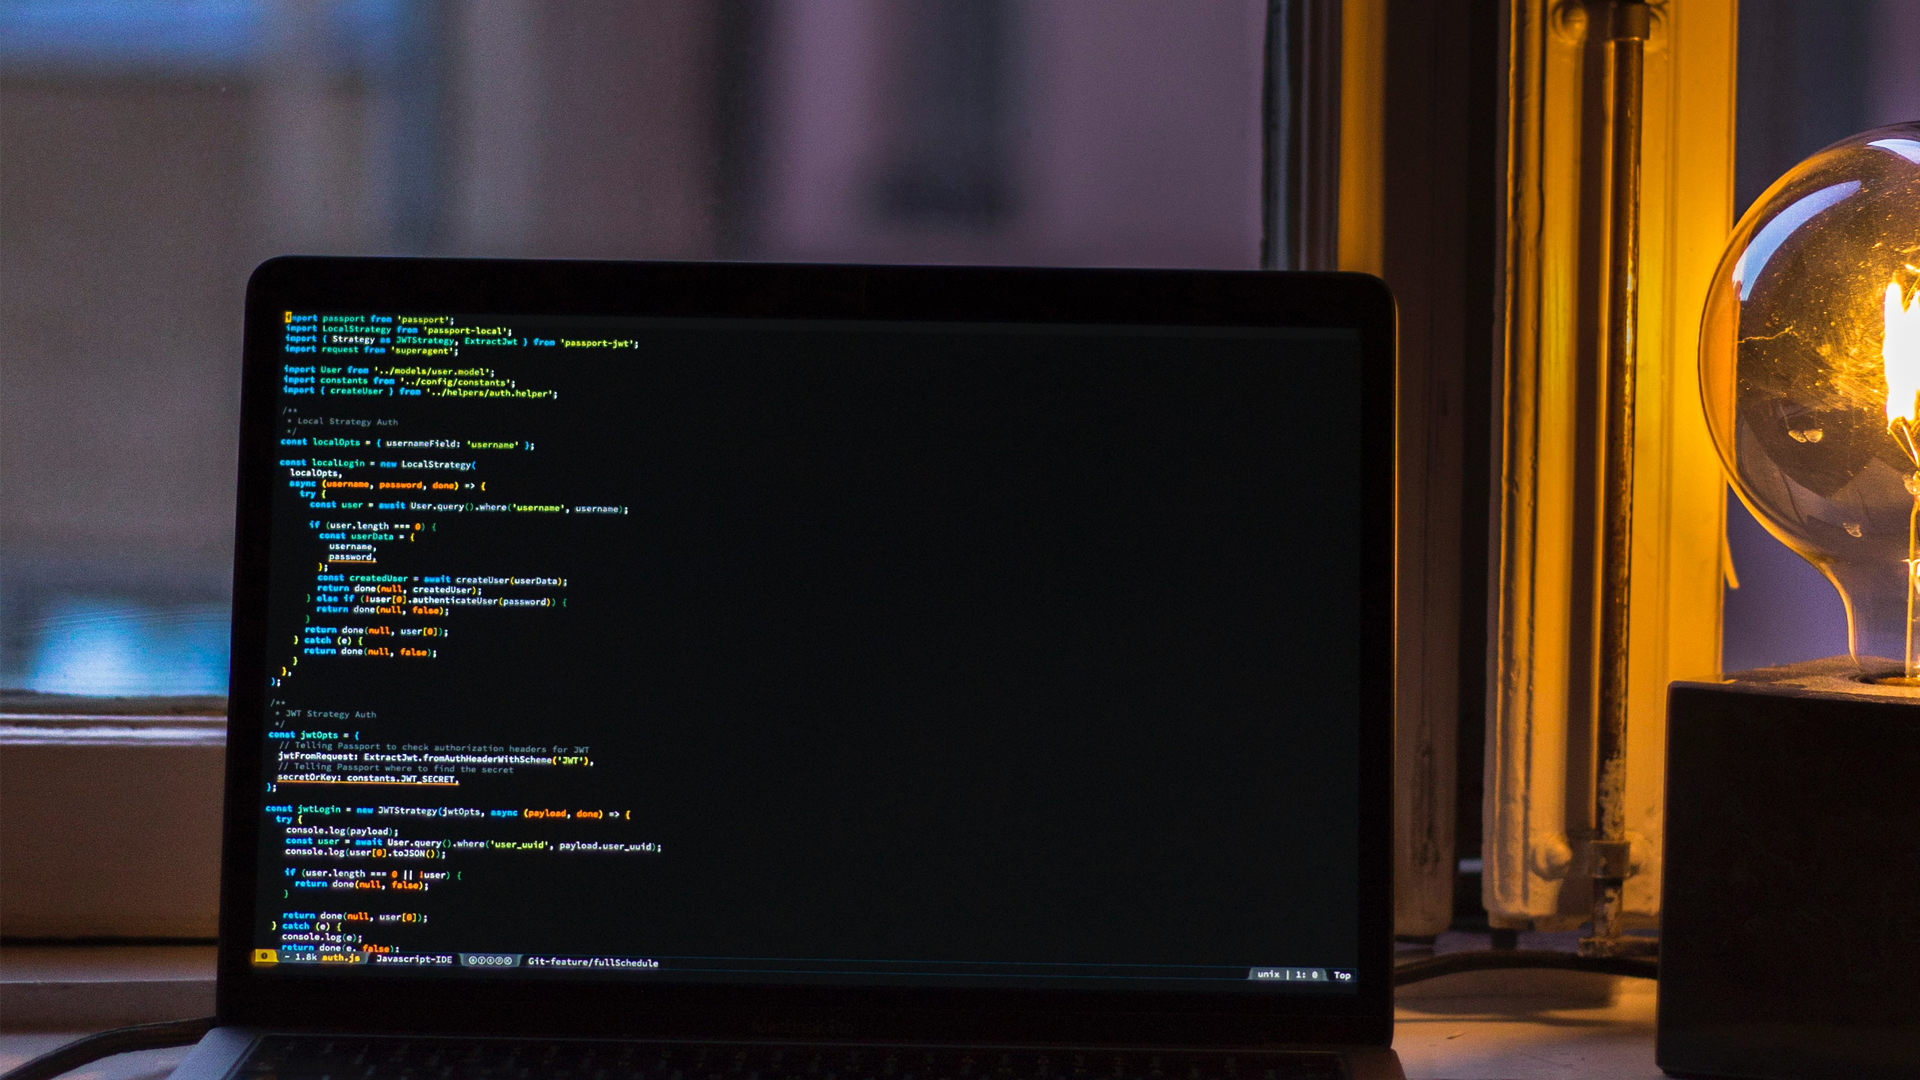 import passport from 'passport';
import LocalStrategy from 'passport-local';
import { Strategy as JWTStrategy, ExtractJwt } from 'passport-jwt';
import request from 'superagent';
import User from '../models/user.model';
import constants from '../config/constants';
import { createUser } from '../helpers/auth.helper';
/**
* Local Strategy Auth
*/
const localOpts = { usernameField: 'username' };
const localLogin = new LocalStrategy(
localOpts,
async (username, password, done) => {
try {
const user = await User.query().where('username', username);
if (user.length === 0) {
const userData = {
username,
password,
};
const createdUser = await createUser(userData);
return done(null, createdUser);
} else if (!user[0].authenticateUser(password)) {
return done(null, false);
}
return done(null, user[0]);
} catch (e) {
return done(null, false);
}
},
);
/**
* JWT Strategy Auth
*/
const jwtOpts = {
// Telling Passport to check authorization headers for JWT
jwtFromRequest: ExtractJwt.fromAuthHeaderWithScheme('JWT'),
// Telling Passport where to find the secret
secretOrKey: constants.JWT_SECRET,
};
const jwtLogin = new JWTStrategy(jwtOpts, async (payload, done) => {
try {
console.log(payload);
const user = await User.query().where('user_uuid', payload.user_uuid);
console.log(user[0].toJSON());
if (user.length === 0 || !user) {
return done(null, false);
}
return done(null, user[0]);
} catch (e) {
console.log(e);
return done(e, false);
- 1.8k auth.js Javascript-IDE Git-feature/fullSchedule unix | 1: 0 Top